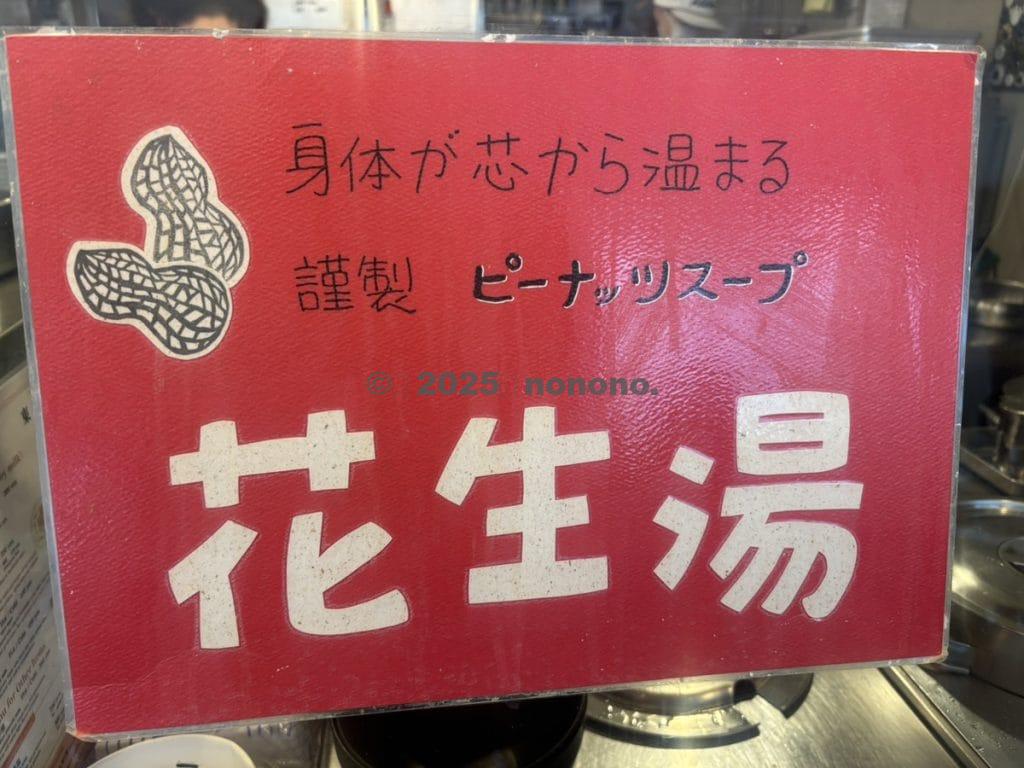 身体が芯から温まる
謹製 ピーナッツスープ
© 2025 nonono.
花生湯